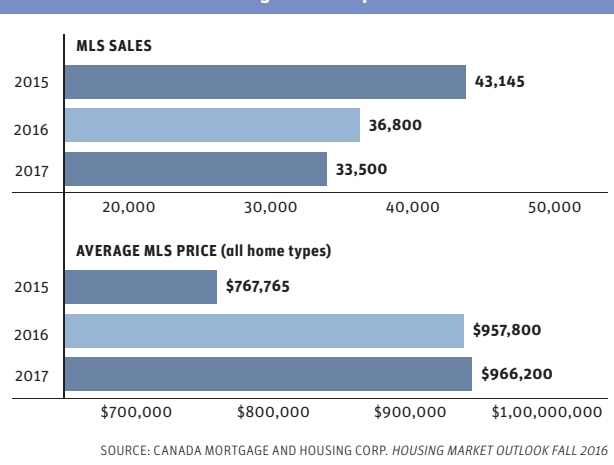 MLS SALES
2015 43,145
2016 36,800
2017 33,500
20,000 30,000 40,000 50,000
AVERAGE MLS PRICE (all home types)
2015 $767,765
2016 $957,800
2017 $966,200
$700,000 $800,000 $900,000 $1,100,000,000
SOURCE: CANADA MORTGAGE AND HOUSING CORP. HOUSING MARKET OUTLOOK FALL 2016